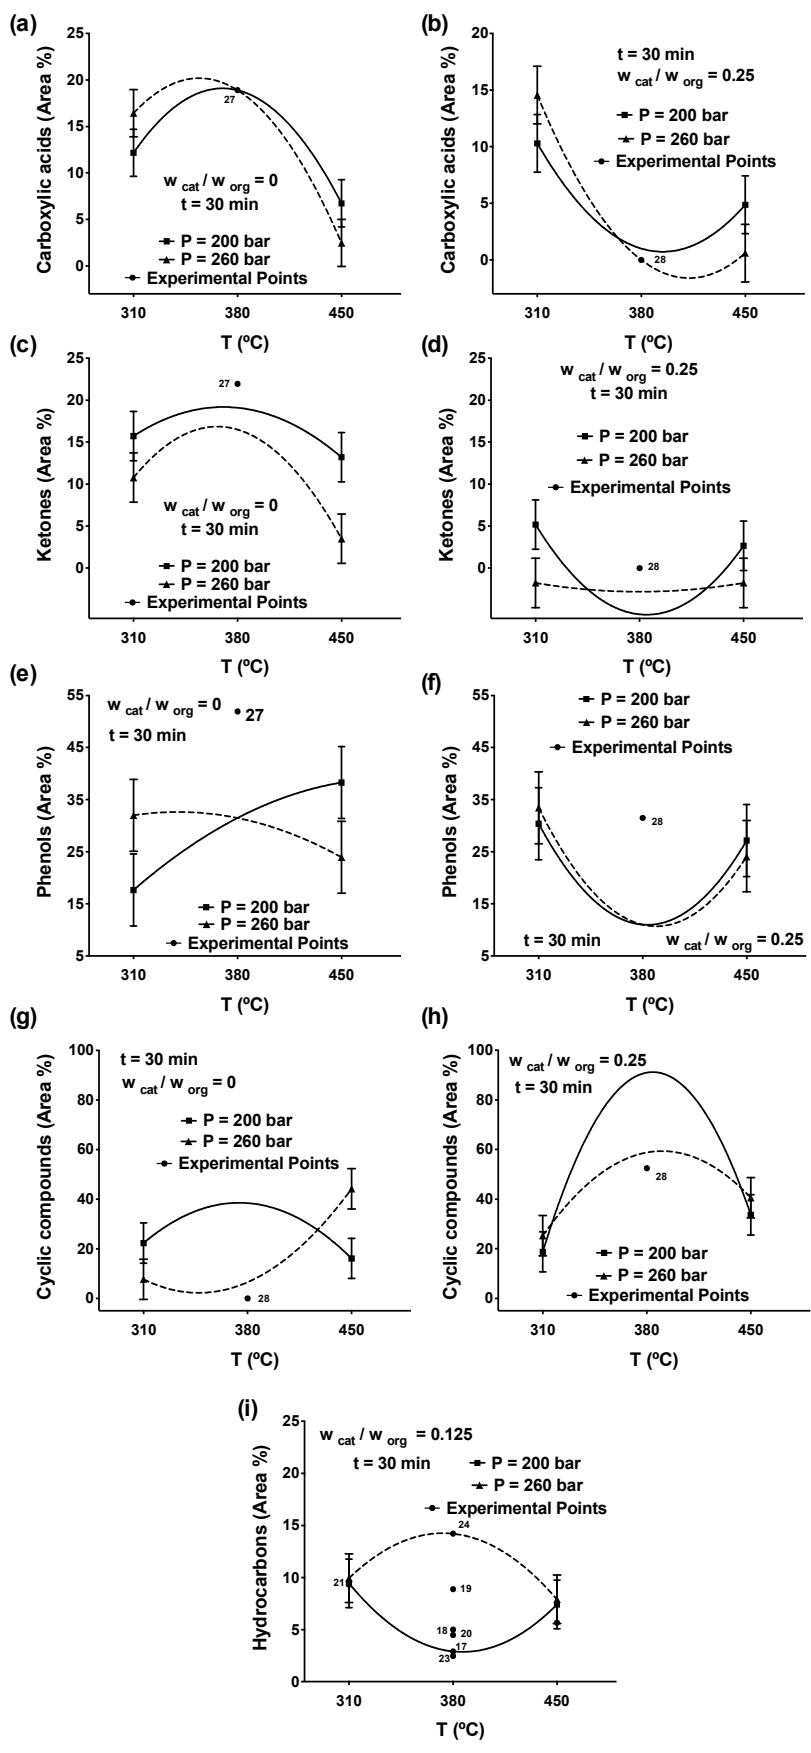 (a)
Carboxylic acids (Area %)
25
20
15
10
5
0
27
w cat / w org = 0
t = 30 min
P = 200 bar
P = 260 bar
Experimental Points
310
380
450
T (ºC)
(b)
Carboxylic acids (Area %)
20
15
10
5
0
t = 30 min
w cat / w org = 0.25
P = 200 bar
P = 260 bar
Experimental Points
28
310
380
450
T (ºC)
(c)
Ketones (Area %)
25
20
15
10
5
0
27
w cat / w org = 0
t = 30 min
P = 200 bar
P = 260 bar
Experimental Points
310
380
450
T (ºC)
(d)
Ketones (Area %)
25
20
15
10
5
0
w cat / w org = 0.25
t = 30 min
P = 200 bar
P = 260 bar
Experimental Points
28
310
380
450
T (ºC)
(e)
Phenols (Area %)
55
45
35
25
15
5
w cat / w org = 0
27
t = 30 min
P = 200 bar
P = 260 bar
Experimental Points
310
380
450
T (ºC)
(f)
Phenols (Area %)
55
45
35
25
15
5
P = 200 bar
P = 260 bar
Experimental Points
28
t = 30 min
w cat / w org = 0.25
310
380
450
T (ºC)
(g)
Cyclic compounds (Area %)
100
80
60
40
20
0
t = 30 min
w cat / w org = 0
P = 200 bar
P = 260 bar
Experimental Points
28
310
380
450
T (ºC)
(h)
Cyclic compounds (Area %)
100
80
60
40
20
0
w cat / w org = 0.25
t = 30 min
28
P = 200 bar
P = 260 bar
Experimental Points
310
380
450
T (ºC)
(i)
Hydrocarbons (Area %)
25
20
15
10
5
0
w cat / w org = 0.125
t = 30 min
P = 200 bar
P = 260 bar
Experimental Points
24
21
19
18
20
17
23
310
380
450
T (ºC)